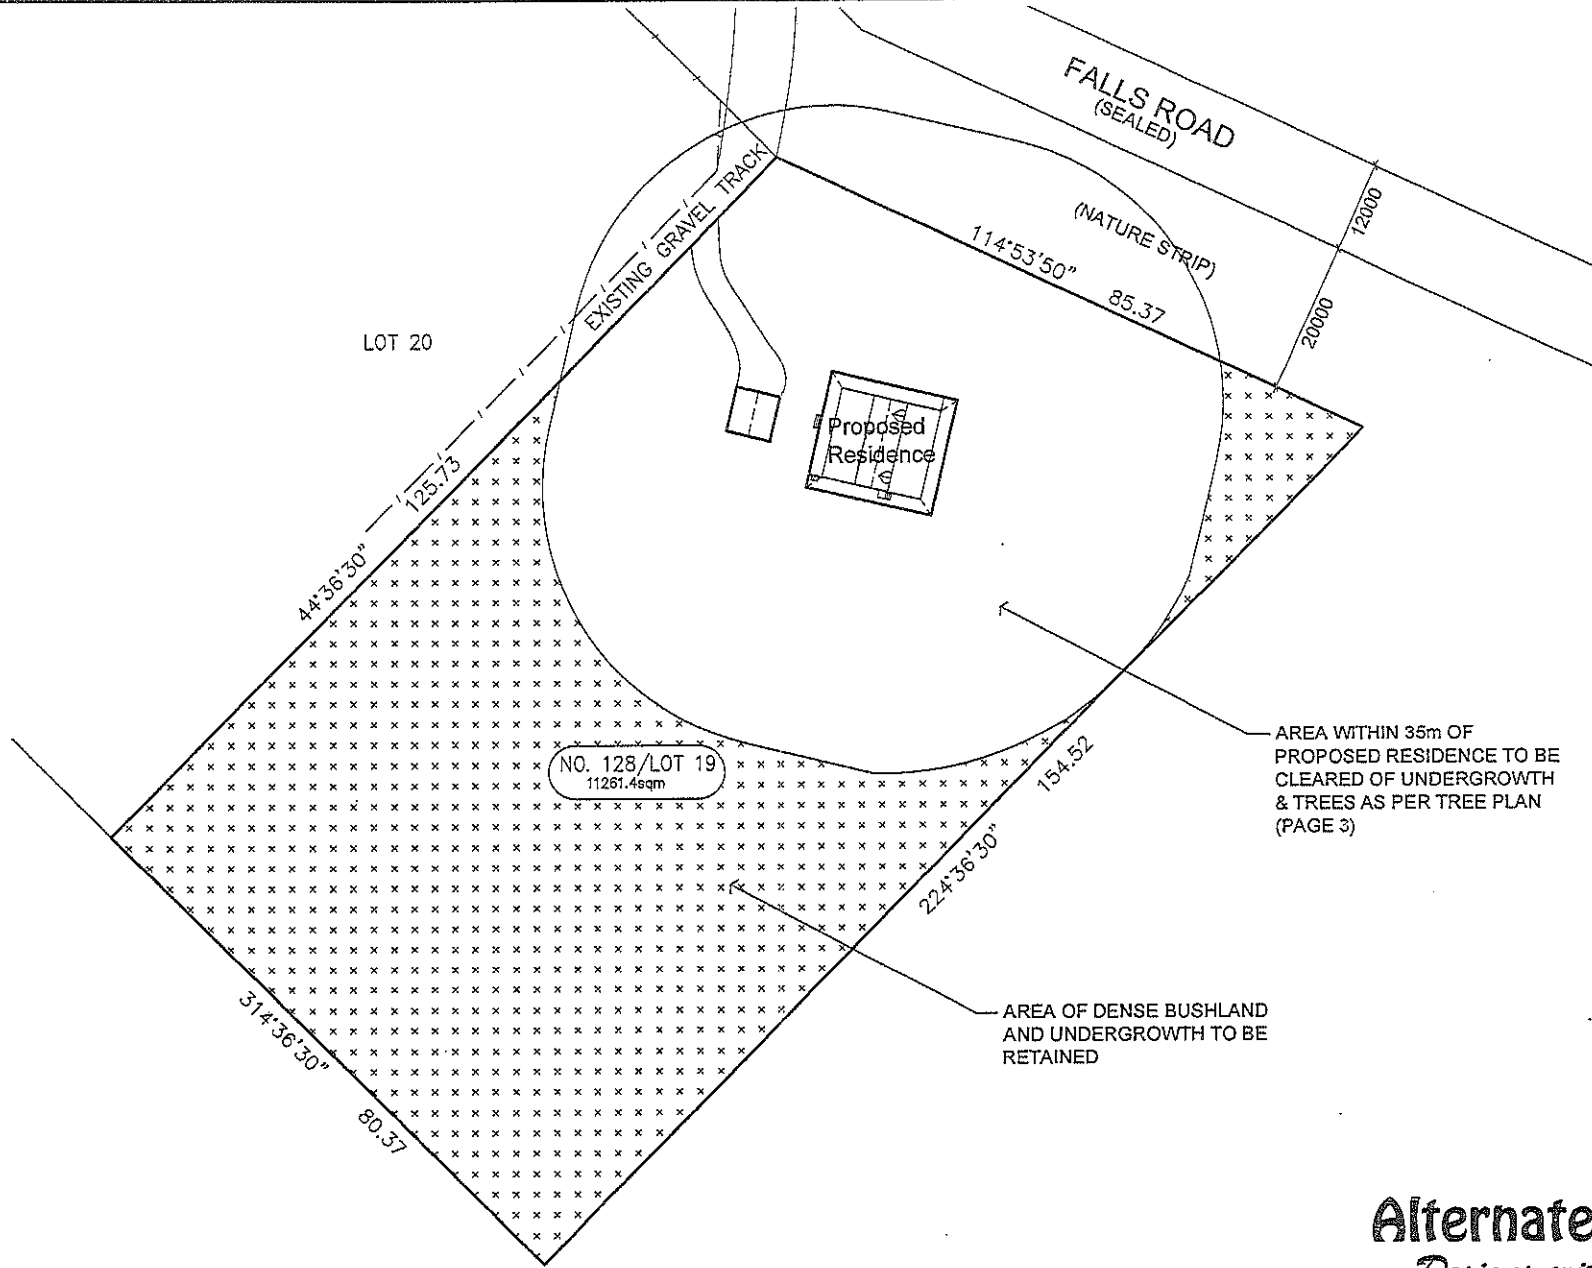 FALLS ROAD
(SEALED)
12000
(NATURE STRIP)
114°53'50"
85.37
20000
EXISTING GRAVEL TRACK
LOT 20
Proposed
Residence
125.73
44°36'30"
NO. 128/LOT 19
11261.4sqm
154.52
224°36'30"
AREA WITHIN 35m OF
PROPOSED RESIDENCE TO BE
CLEARED OF UNDERGROWTH
& TREES AS PER TREE PLAN
(PAGE 3)
AREA OF DENSE BUSHLAND
AND UNDERGROWTH TO BE
RETAINED
314°36'30"
80.37
Alternate